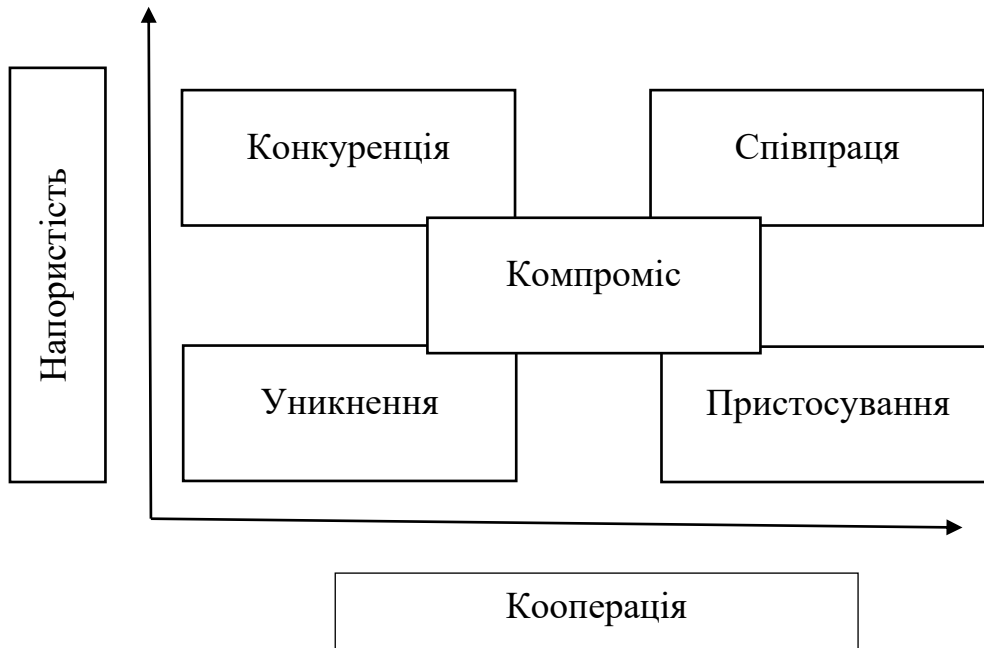 Напористість
Конкуренція
Співпраця
Компроміс
Уникнення
Пристосування
Кооперація